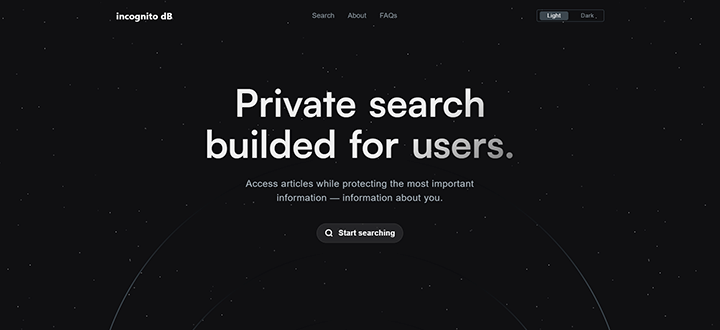 incognito dB
Search About FAQs
Light Dark
Private search
builded for users.
Access articles while protecting the most important
information — information about you.
Start searching